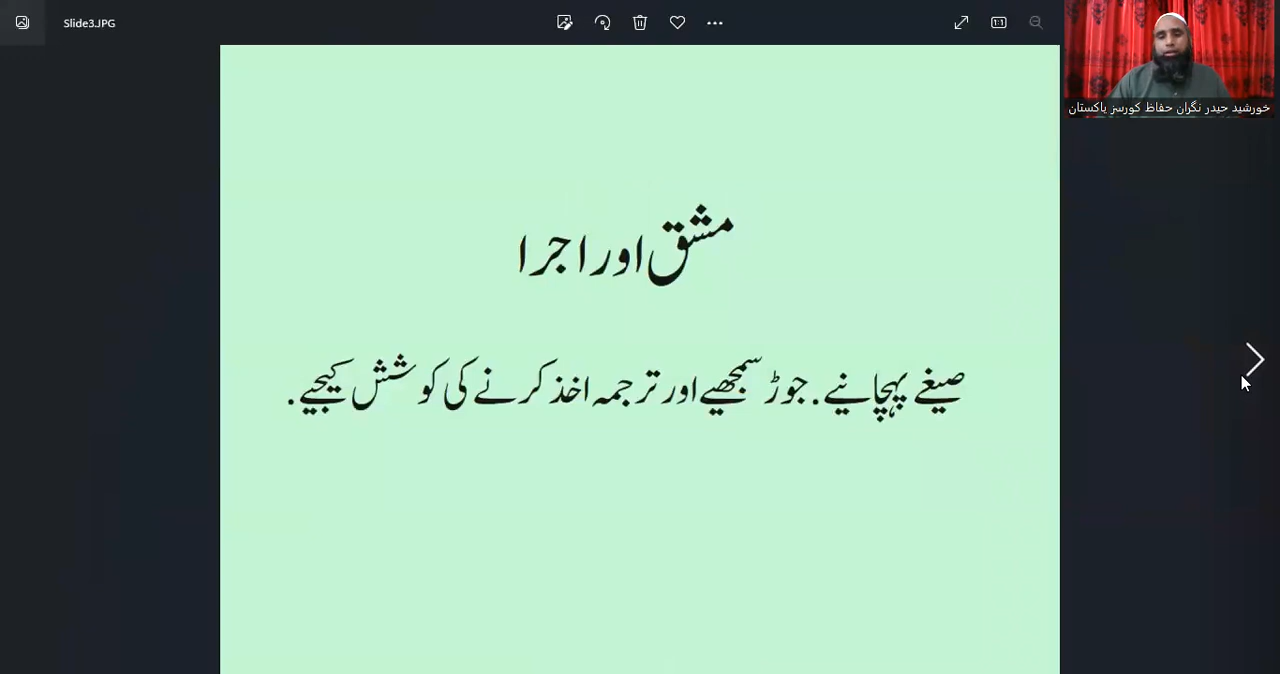 Slide3.JPG
خورشید حیدر نگران حفاظ کورسز پاکستان
مشق اور اجرا
صیغے پہچانیے. جوڑ سمجھیے اور ترجمہ اخذ کرنے کی کوشش کیجیے.